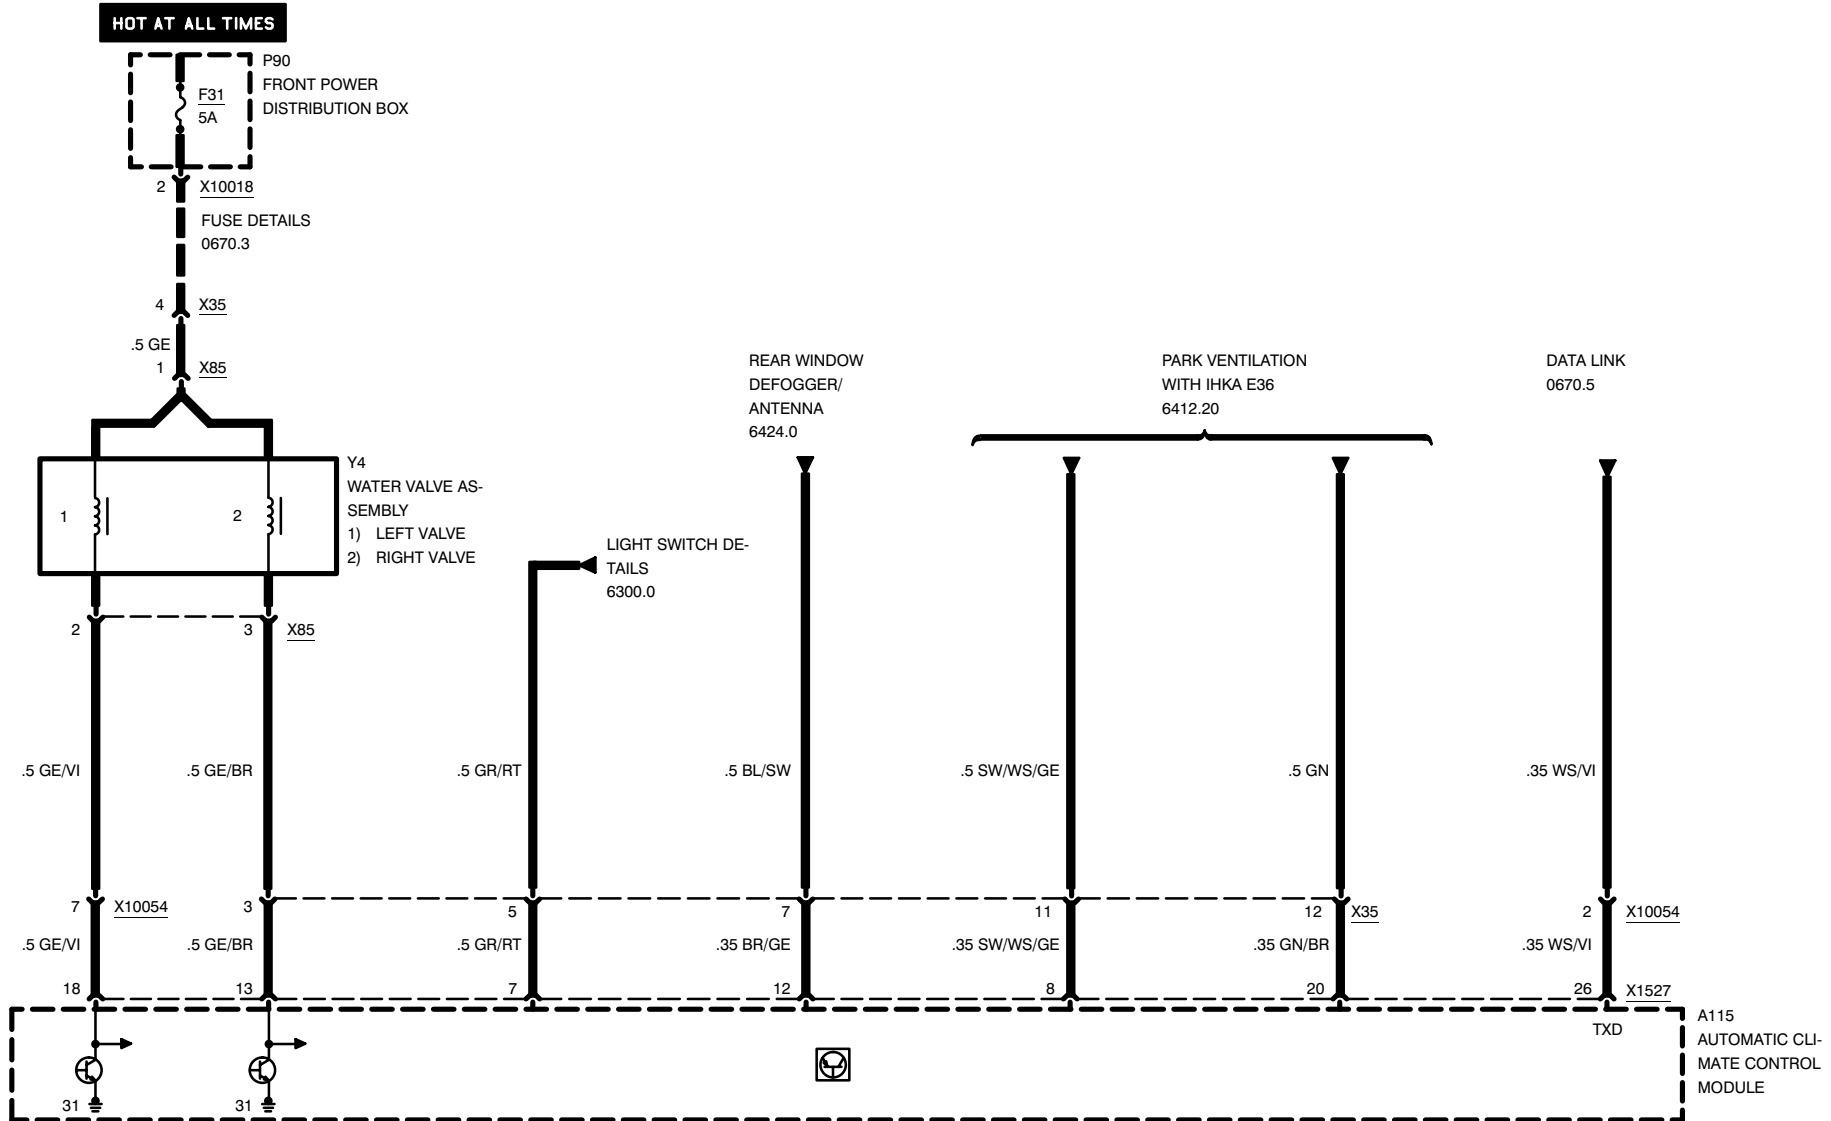 HOT AT ALL TIMES
P90
FRONT POWER
DISTRIBUTION BOX
F31
5A
2 X10018
FUSE DETAILS
0670.3
4 X35
.5 GE
1 X85
REAR WINDOW
DEFOGGER/
ANTENNA
6424.0
PARK VENTILATION
WITH IHKA E36
6412.20
DATA LINK
0670.5
Y4
WATER VALVE AS-
SEMBLY
1) LEFT VALVE
2) RIGHT VALVE
1 2
LIGHT SWITCH DE-
TAILS
6300.0
2 3 X85
.5 GE/VI .5 GE/BR .5 GR/RT .5 BL/SW .5 SW/WS/GE .5 GN .35 WS/VI
7 X10054 3 5 7 11 12 X35 2 X10054
.5 GE/VI .5 GE/BR .5 GR/RT .35 BR/GE .35 SW/WS/GE .35 GN/BR .35 WS/VI
18 13 7 12 8 20 26 X1527
TXD
A115
AUTOMATIC CLI-
MATE CONTROL
MODULE
31 31